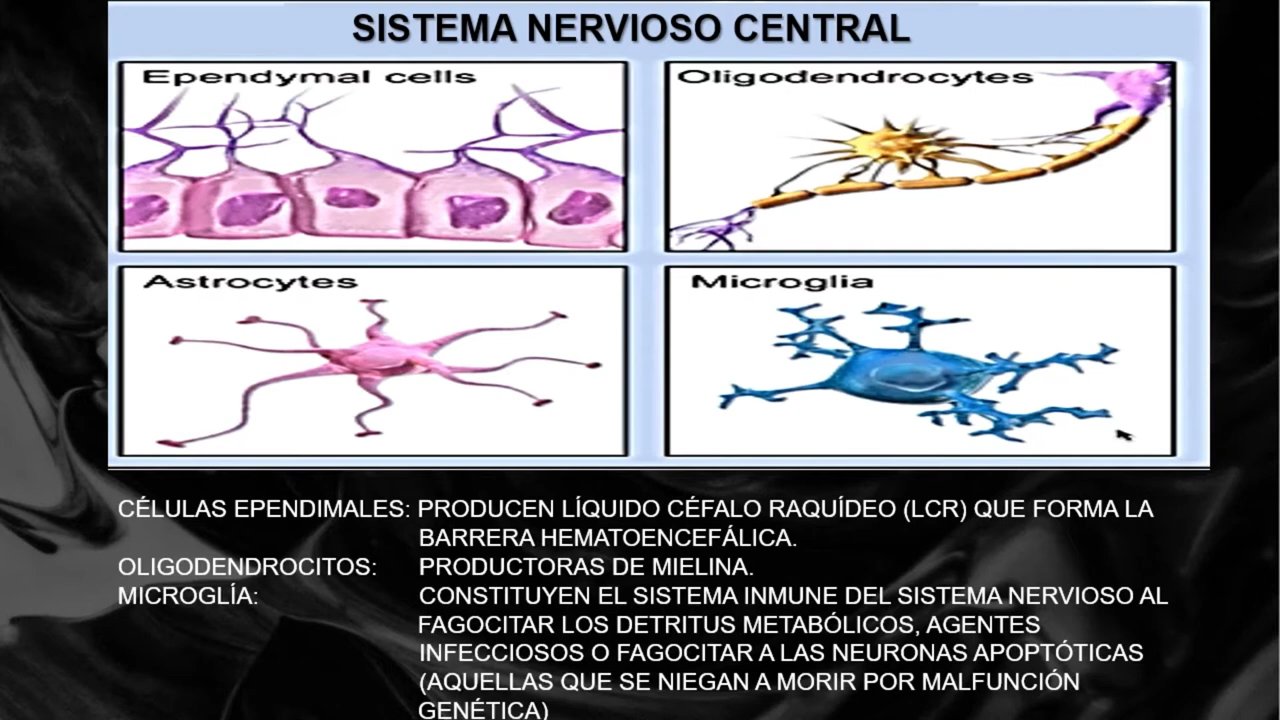 SISTEMA NERVIOSO CENTRAL
Ependymal cells
Oligodendrocytes
Astrocytes
Microglia
CÉLULAS EPENDIMALES: PRODUCEN LÍQUIDO CÉFALO RAQUÍDEO (LCR) QUE FORMA LA
BARRERA HEMATOENCEFÁLICA.
OLIGODENDROCITOS: PRODUCTORAS DE MIELINA.
MICROGLÍA: CONSTITUYEN EL SISTEMA INMUNE DEL SISTEMA NERVIOSO AL
FAGOCITAR LOS DETRITUS METABÓLICOS, AGENTES
INFECCIOSOS O FAGOCITAR A LAS NEURONAS APOPTÓTICAS
(AQUELLAS QUE SE NIEGAN A MORIR POR MALFUNCIÓN
GENÉTICA)